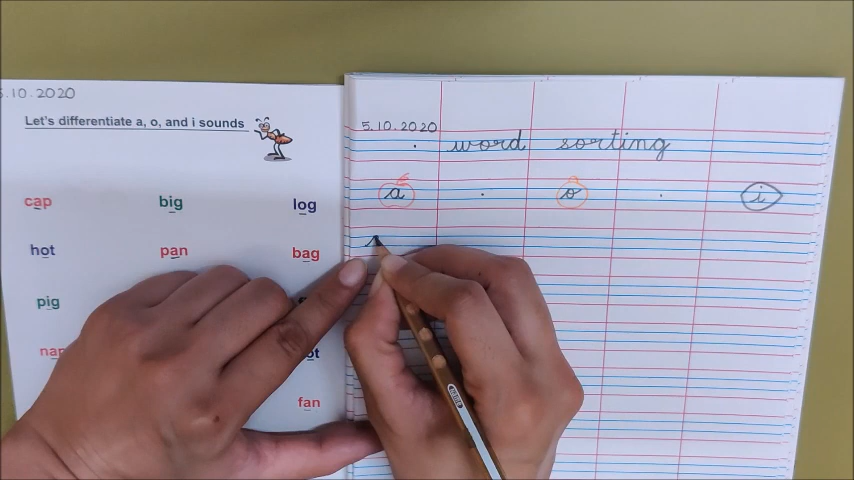 5.10.2020
Let's differentiate a, o, and i sounds
cap big log
hot pan bag
pig
nap
fan
5.10.2020
word sorting
a o i